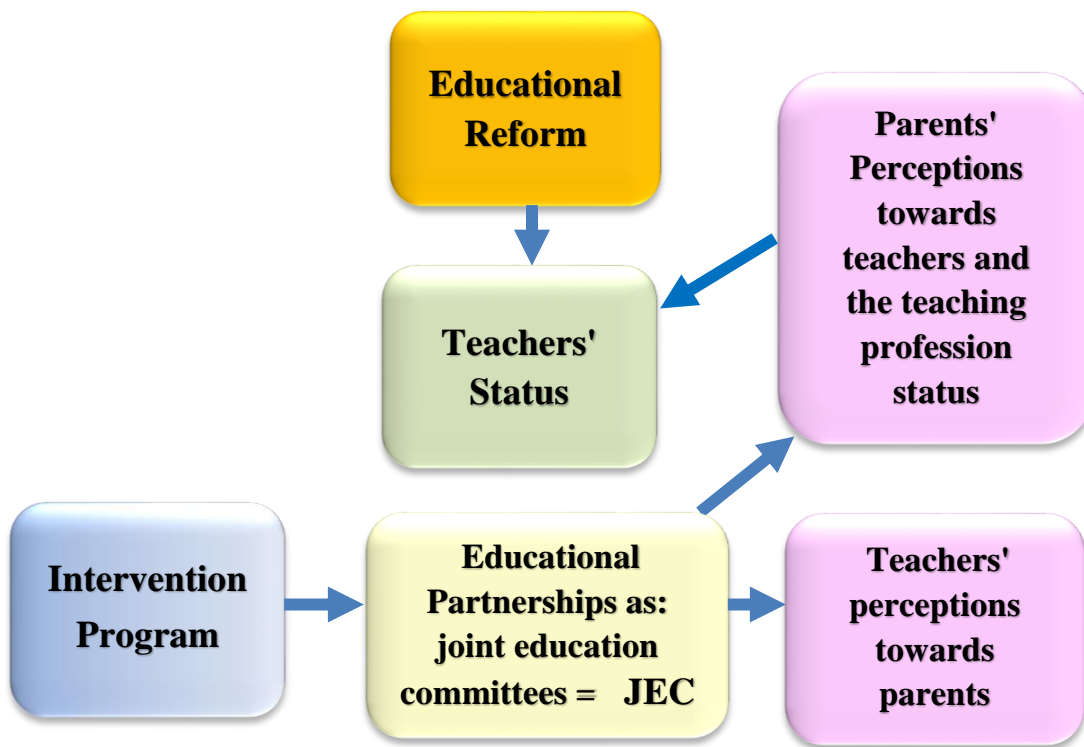 Educational
Reform
Parents'
Perceptions
towards
teachers and
the teaching
profession
status
Teachers'
Status
Intervention
Program
Educational
Partnerships as:
joint education
committees = JEC
Teachers'
perceptions
towards
parents